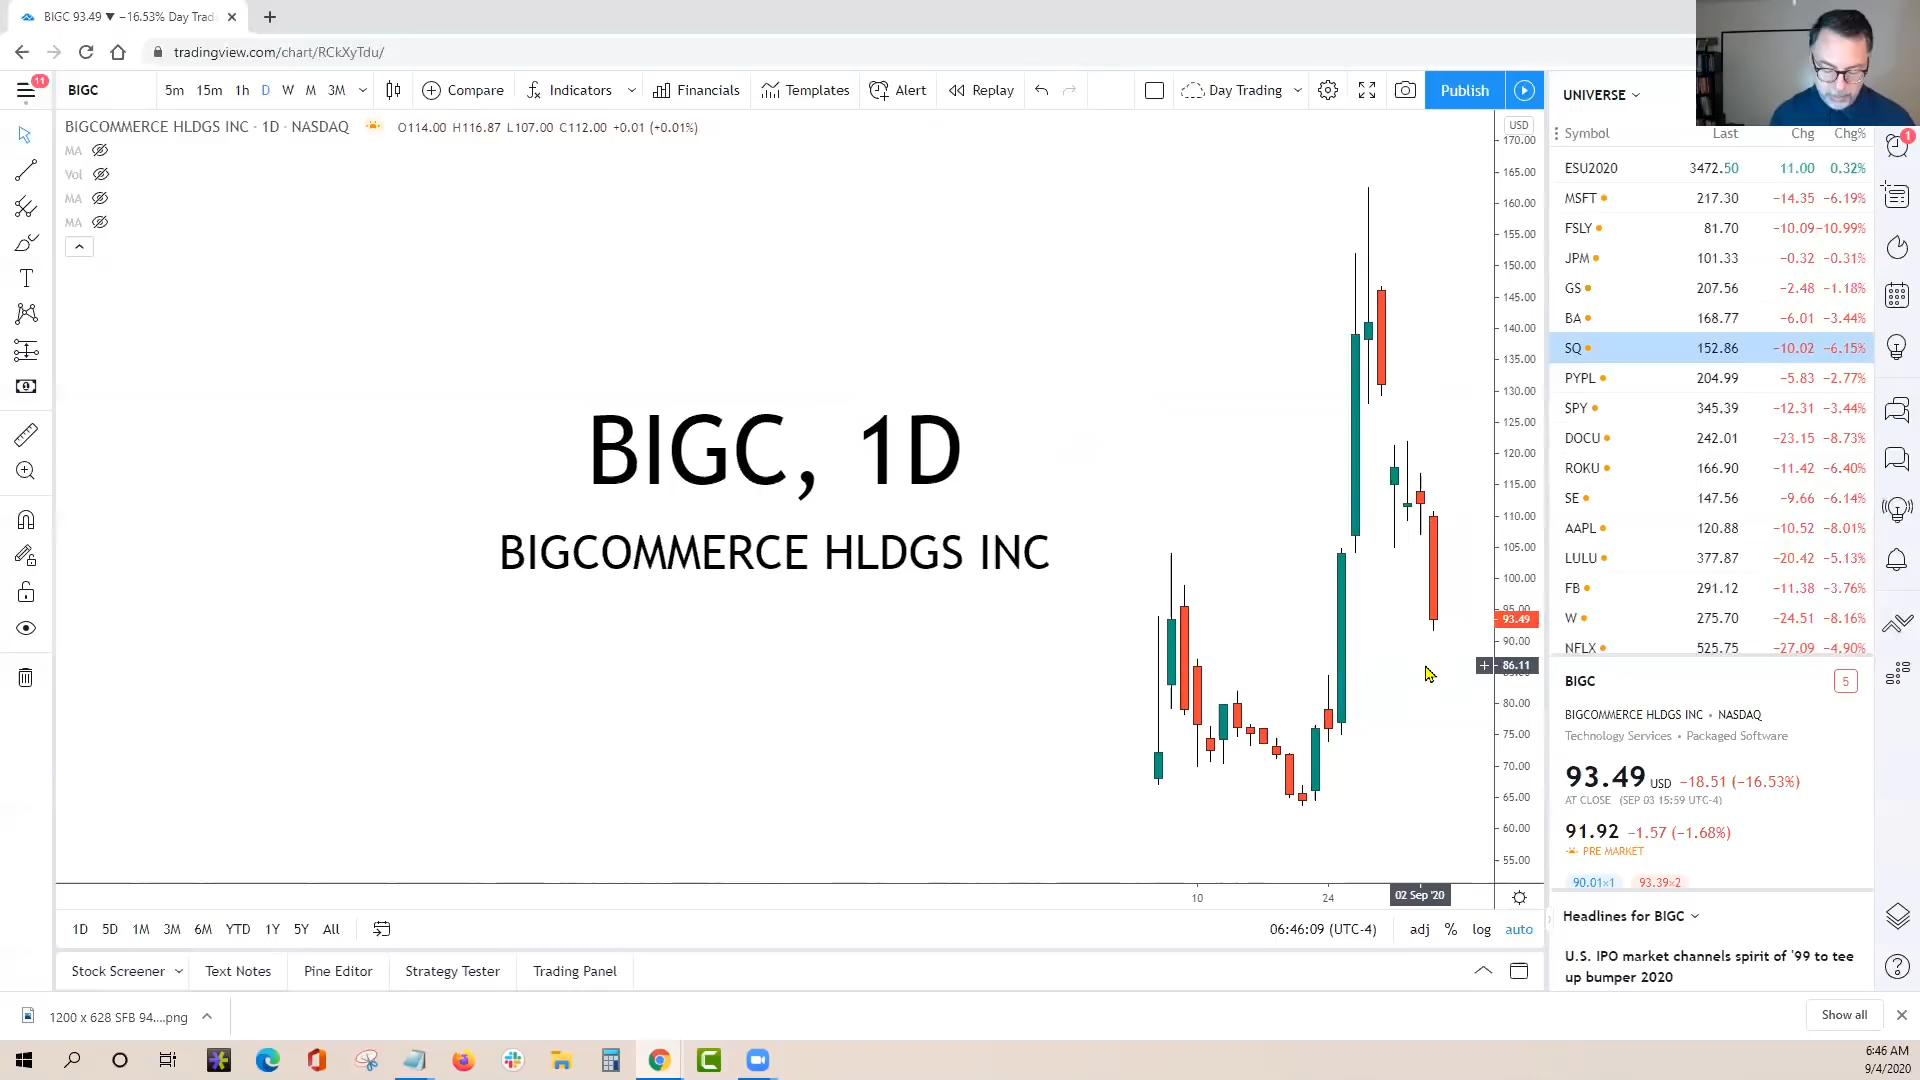 BIGC 93.49 ▼ −16.53% Day Trad
tradingview.com/chart/RCkXyTdu/
11
BIGC
5m 15m 1h D W M 3M
Compare
Indicators
Financials
Templates
Alert
Replay
Day Trading
Publish
BIGCOMMERCE HLDGS INC · 1D · NASDAQ O114.00 H116.87 L107.00 C112.00 +0.01 (+0.01%)
MA
Vol
MA
MA
BIGC, 1D
BIGCOMMERCE HLDGS INC
USD
170.00
165.00
160.00
155.00
150.00
145.00
140.00
135.00
130.00
125.00
120.00
115.00
110.00
105.00
100.00
95.00
93.49
90.00
86.11
80.00
75.00
70.00
65.00
60.00
55.00
10 24 02 Sep '20
1D 5D 1M 3M 6M YTD 1Y 5Y All
06:46:09 (UTC-4) adj % log auto
Stock Screener Text Notes Pine Editor Strategy Tester Trading Panel
UNIVERSE
Symbol Last Chg Chg%
ESU2020 3472.50 11.00 0.32%
MSFT 217.30 −14.35 −6.19%
FSLY 81.70 −10.09 −10.99%
JPM 101.33 −0.32 −0.31%
GS 207.56 −2.48 −1.18%
BA 168.77 −6.01 −3.44%
SQ 152.86 −10.02 −6.15%
PYPL 204.99 −5.83 −2.77%
SPY 345.39 −12.31 −3.44%
DOCU 242.01 −23.15 −8.73%
ROKU 166.90 −11.42 −6.40%
SE 147.56 −9.66 −6.14%
AAPL 120.88 −10.52 −8.01%
LULU 377.87 −20.42 −5.13%
FB 291.12 −11.38 −3.76%
W 275.70 −24.51 −8.16%
NFLX 525.75 −27.09 −4.90%
BIGC 5
BIGCOMMERCE HLDGS INC • NASDAQ
Technology Services • Packaged Software
93.49 USD −18.51 (−16.53%)
AT CLOSE (SEP 03 15:59 UTC-4)
91.92 −1.57 (−1.68%)
PRE MARKET
90.01×1 93.39×2
Headlines for BIGC
U.S. IPO market channels spirit of '99 to tee
up bumper 2020
1
1200 x 628 SFB 94....png
Show all
6:46 AM
9/4/2020